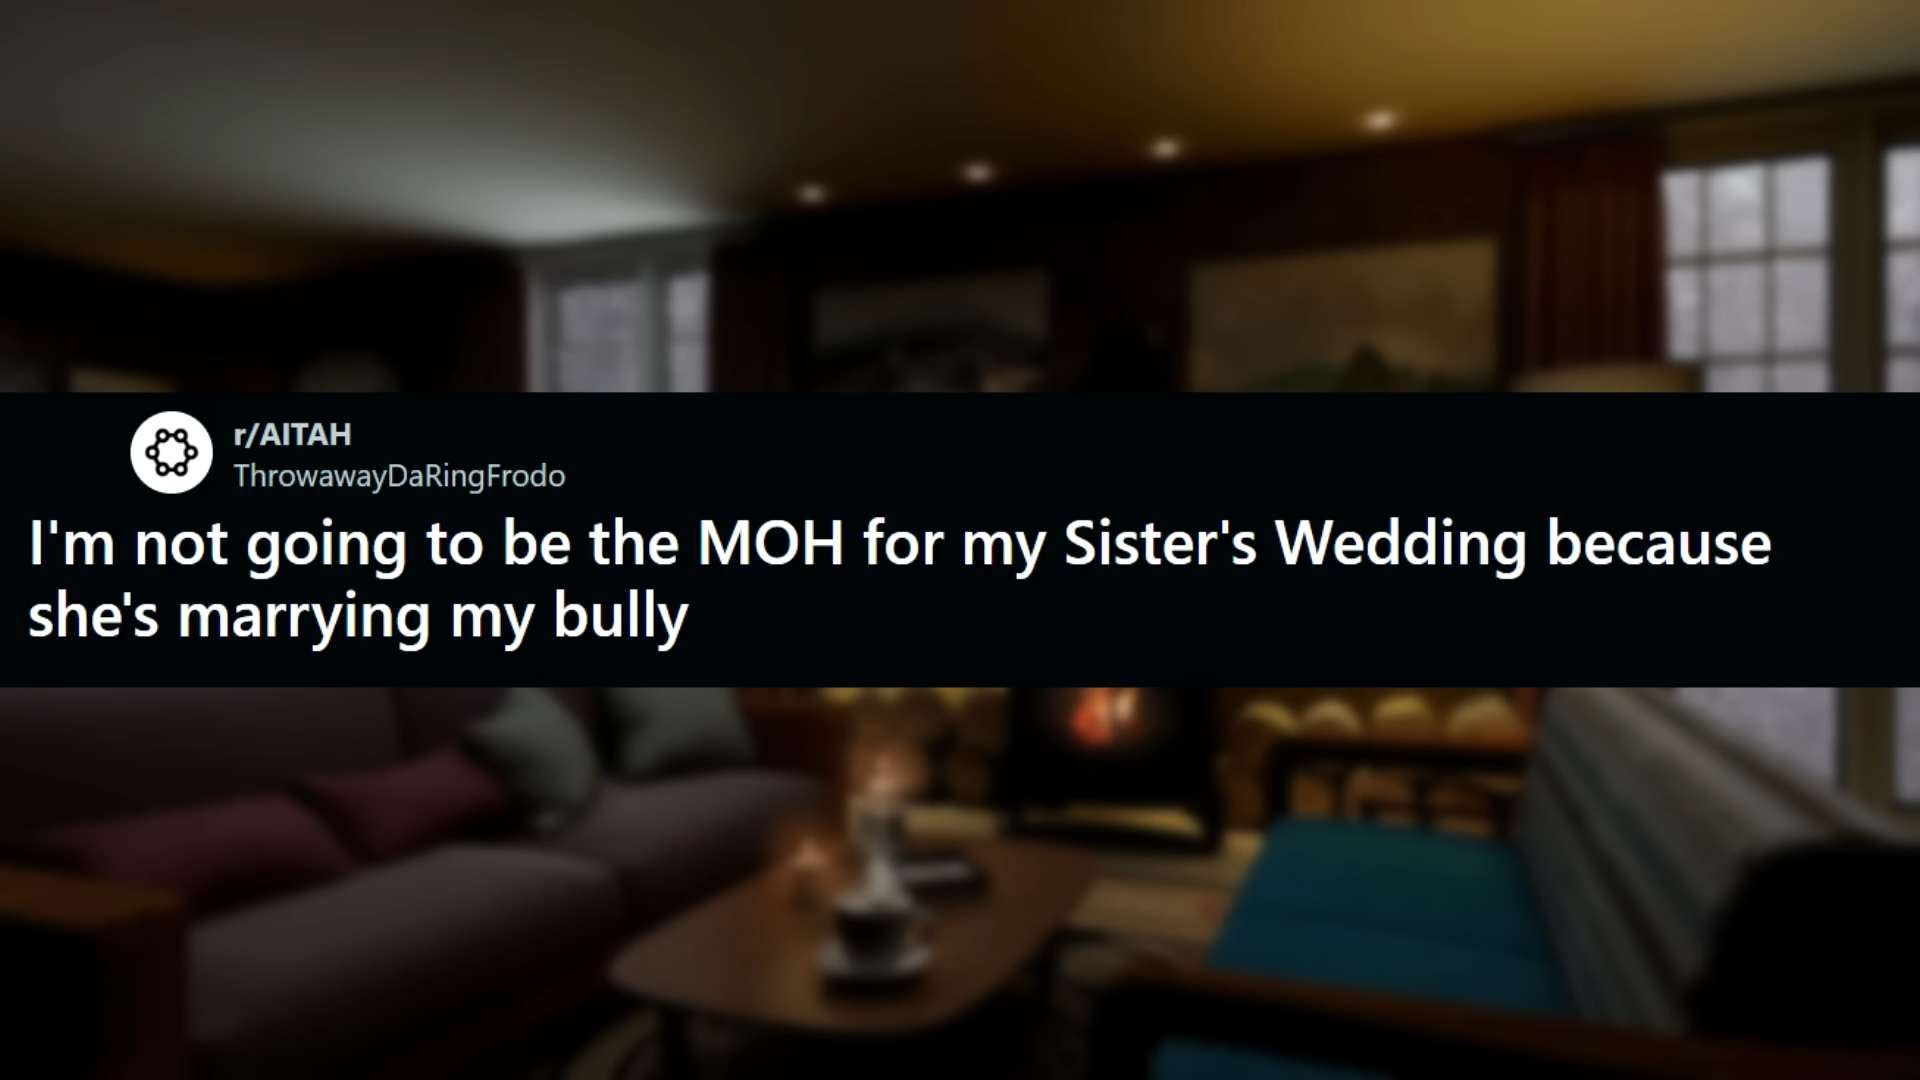 r/AITAH
ThrowawayDaRingFrodo
I'm not going to be the MOH for my Sister's Wedding because
she's marrying my bully